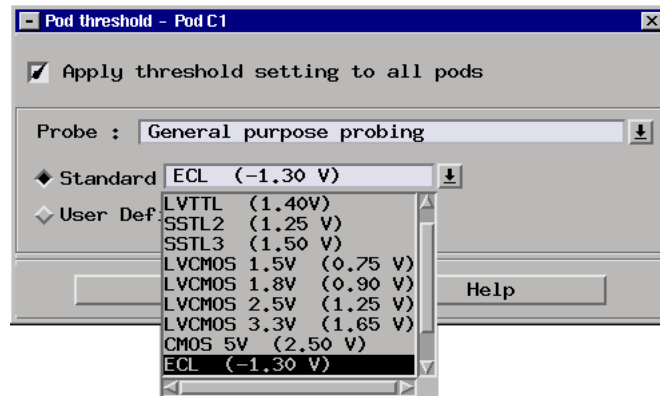 Pod threshold - Pod C1
Apply threshold setting to all pods
Probe : General purpose probing
Standard ECL (-1.30 V)
User Def
LVTTL (1.40V)
SSTL2 (1.25 V)
SSTL3 (1.50 V)
LVCMOS 1.5V (0.75 V)
LVCMOS 1.8V (0.90 V)
LVCMOS 2.5V (1.25 V)
LVCMOS 3.3V (1.65 V)
CMOS 5V (2.50 V)
ECL (-1.30 V)
Help